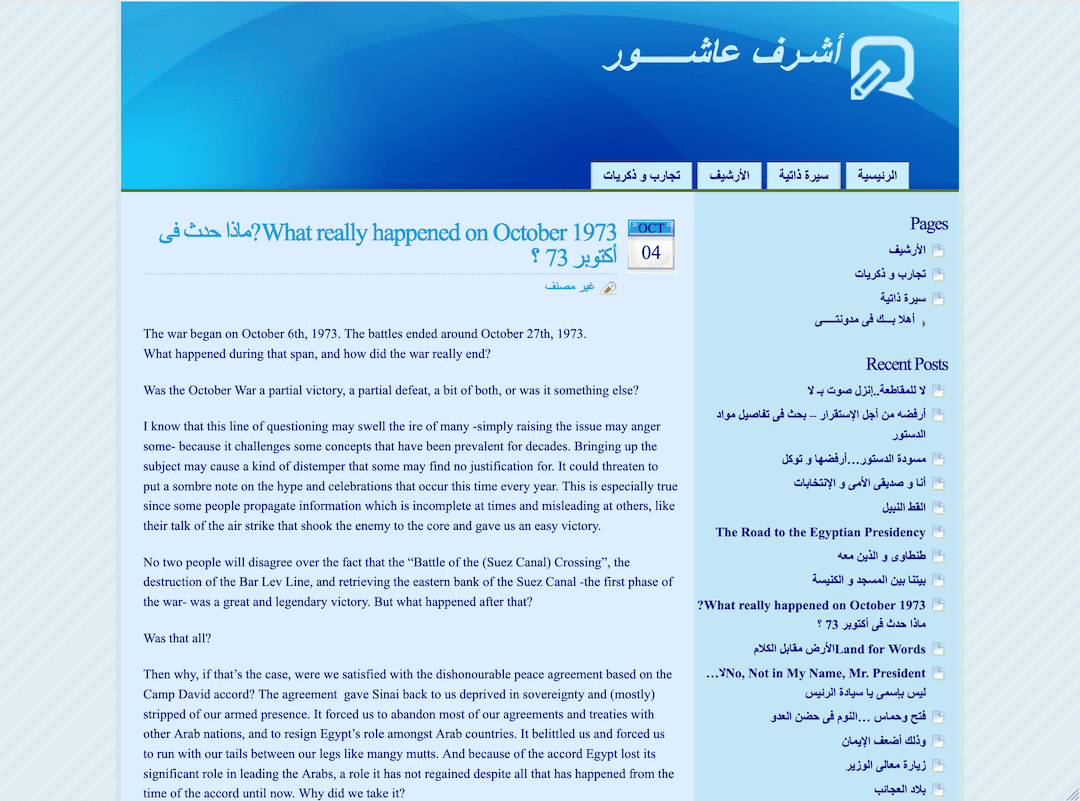 أشرف عاشـــــور
الرئيسية
سيرة ذاتية
الأرشيف
تجارب و ذكريات
OCT
04
What really happened on October 1973?ماذا حدث فى
أكتوبر 73 ؟
غير مصنف
The war began on October 6th, 1973. The battles ended around October 27th, 1973.
What happened during that span, and how did the war really end?
Was the October War a partial victory, a partial defeat, a bit of both, or was it something else?
I know that this line of questioning may swell the ire of many -simply raising the issue may anger
some- because it challenges some concepts that have been prevalent for decades. Bringing up the
subject may cause a kind of distemper that some may find no justification for. It could threaten to
put a sombre note on the hype and celebrations that occur this time every year. This is especially true
since some people propagate information which is incomplete at times and misleading at others, like
their talk of the air strike that shook the enemy to the core and gave us an easy victory.
No two people will disagree over the fact that the “Battle of the (Suez Canal) Crossing”, the
destruction of the Bar Lev Line, and retrieving the eastern bank of the Suez Canal -the first phase of
the war- was a great and legendary victory. But what happened after that?
Was that all?
Then why, if that’s the case, were we satisfied with the dishonourable peace agreement based on the
Camp David accord? The agreement  gave Sinai back to us deprived in sovereignty and (mostly)
stripped of our armed presence. It forced us to abandon most of our agreements and treaties with
other Arab nations, and to resign Egypt’s role amongst Arab countries. It belittled us and forced us
to run with our tails between our legs like mangy mutts. And because of the accord Egypt lost its
significant role in leading the Arabs, a role it has not regained despite all that has happened from the
time of the accord until now. Why did we take it?
Pages
الأرشيف
تجارب و ذكريات
سيرة ذاتية
أهلا بـــك فى مدونتـــــى
Recent Posts
لا للمقاطعة..إنزل صوت بـ لا
أرفضه من أجل الإستقرار – بحث فى تفاصيل مواد
الدستور
مسودة الدستور…أرفضها و توكل
أنا و صديقى الأمى و الإنتخابات
القط النبيل
The Road to the Egyptian Presidency
طنطاوى و الذين معه
بيتنا بين المسجد و الكنيسة
What really happened on October 1973?
ماذا حدث فى أكتوبر 73 ؟
Land for Wordsالأرض مقابل الكلام
No, Not in My Name, Mr. Presidentلا…
ليس بإسمى يا سيادة الرئيس
فتح وحماس …النوم فى حضن العدو
وذلك أضعف الإيمان
زيارة معالى الوزير
بلاد العجائب